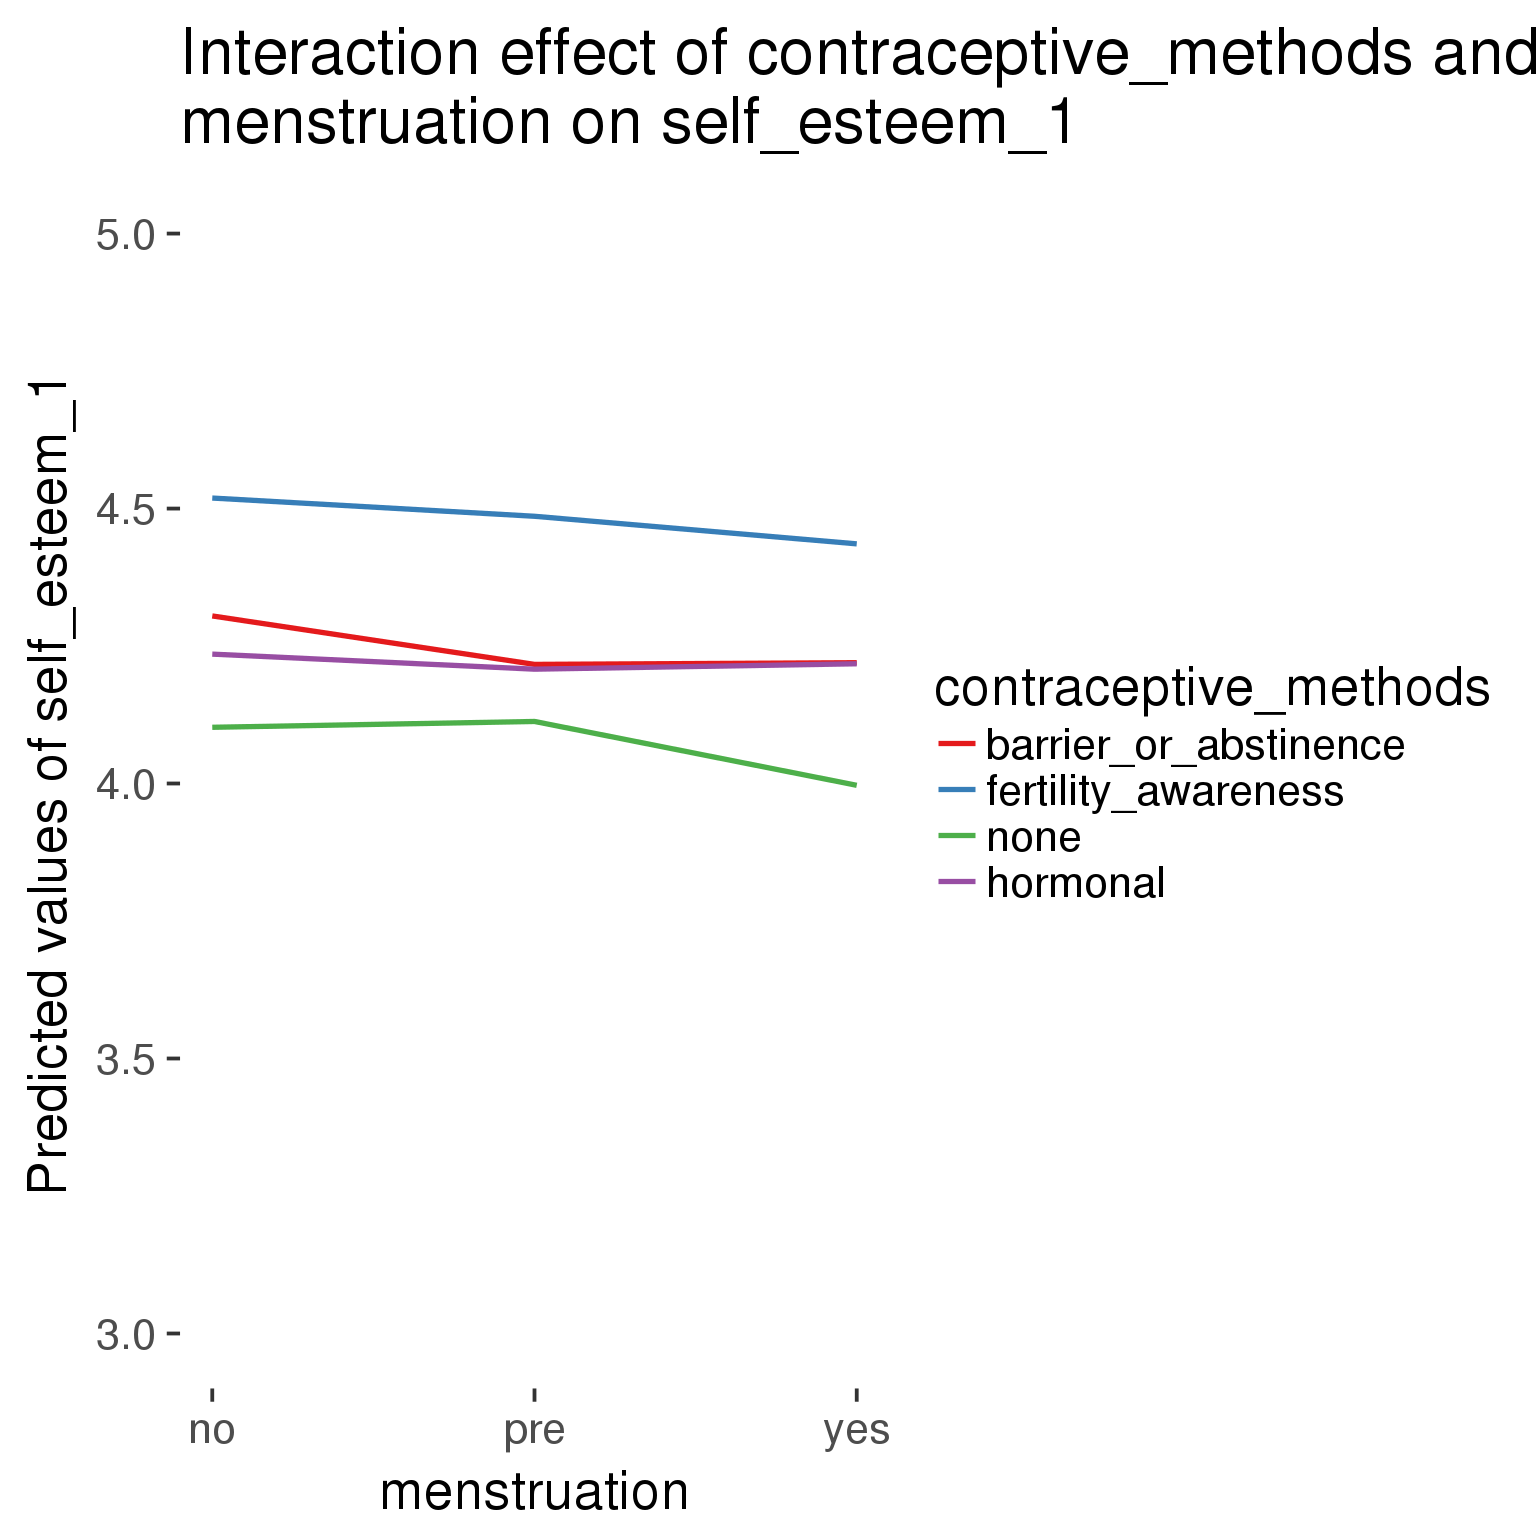 Interaction effect of contraceptive_methods and
menstruation on self_esteem_1
Predicted values of self_esteem_1
5.0
4.5
4.0
3.5
3.0
no
pre
yes
menstruation
contraceptive_methods
barrier_or_abstinence
fertility_awareness
none
hormonal